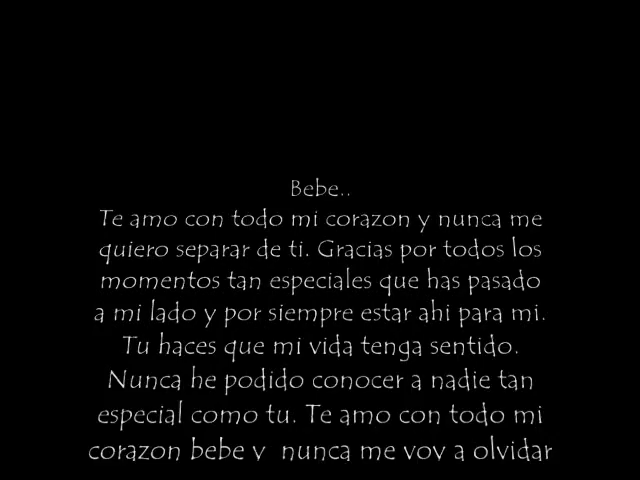 Bebe..
Te amo con todo mi corazon y nunca me
quiero separar de ti. Gracias por todos los
momentos tan especiales que has pasado
a mi lado y por siempre estar ahi para mi.
Tu haces que mi vida tenga sentido.
Nunca he podido conocer a nadie tan
especial como tu. Te amo con todo mi
corazon bebe y nunca me voy a olvidar